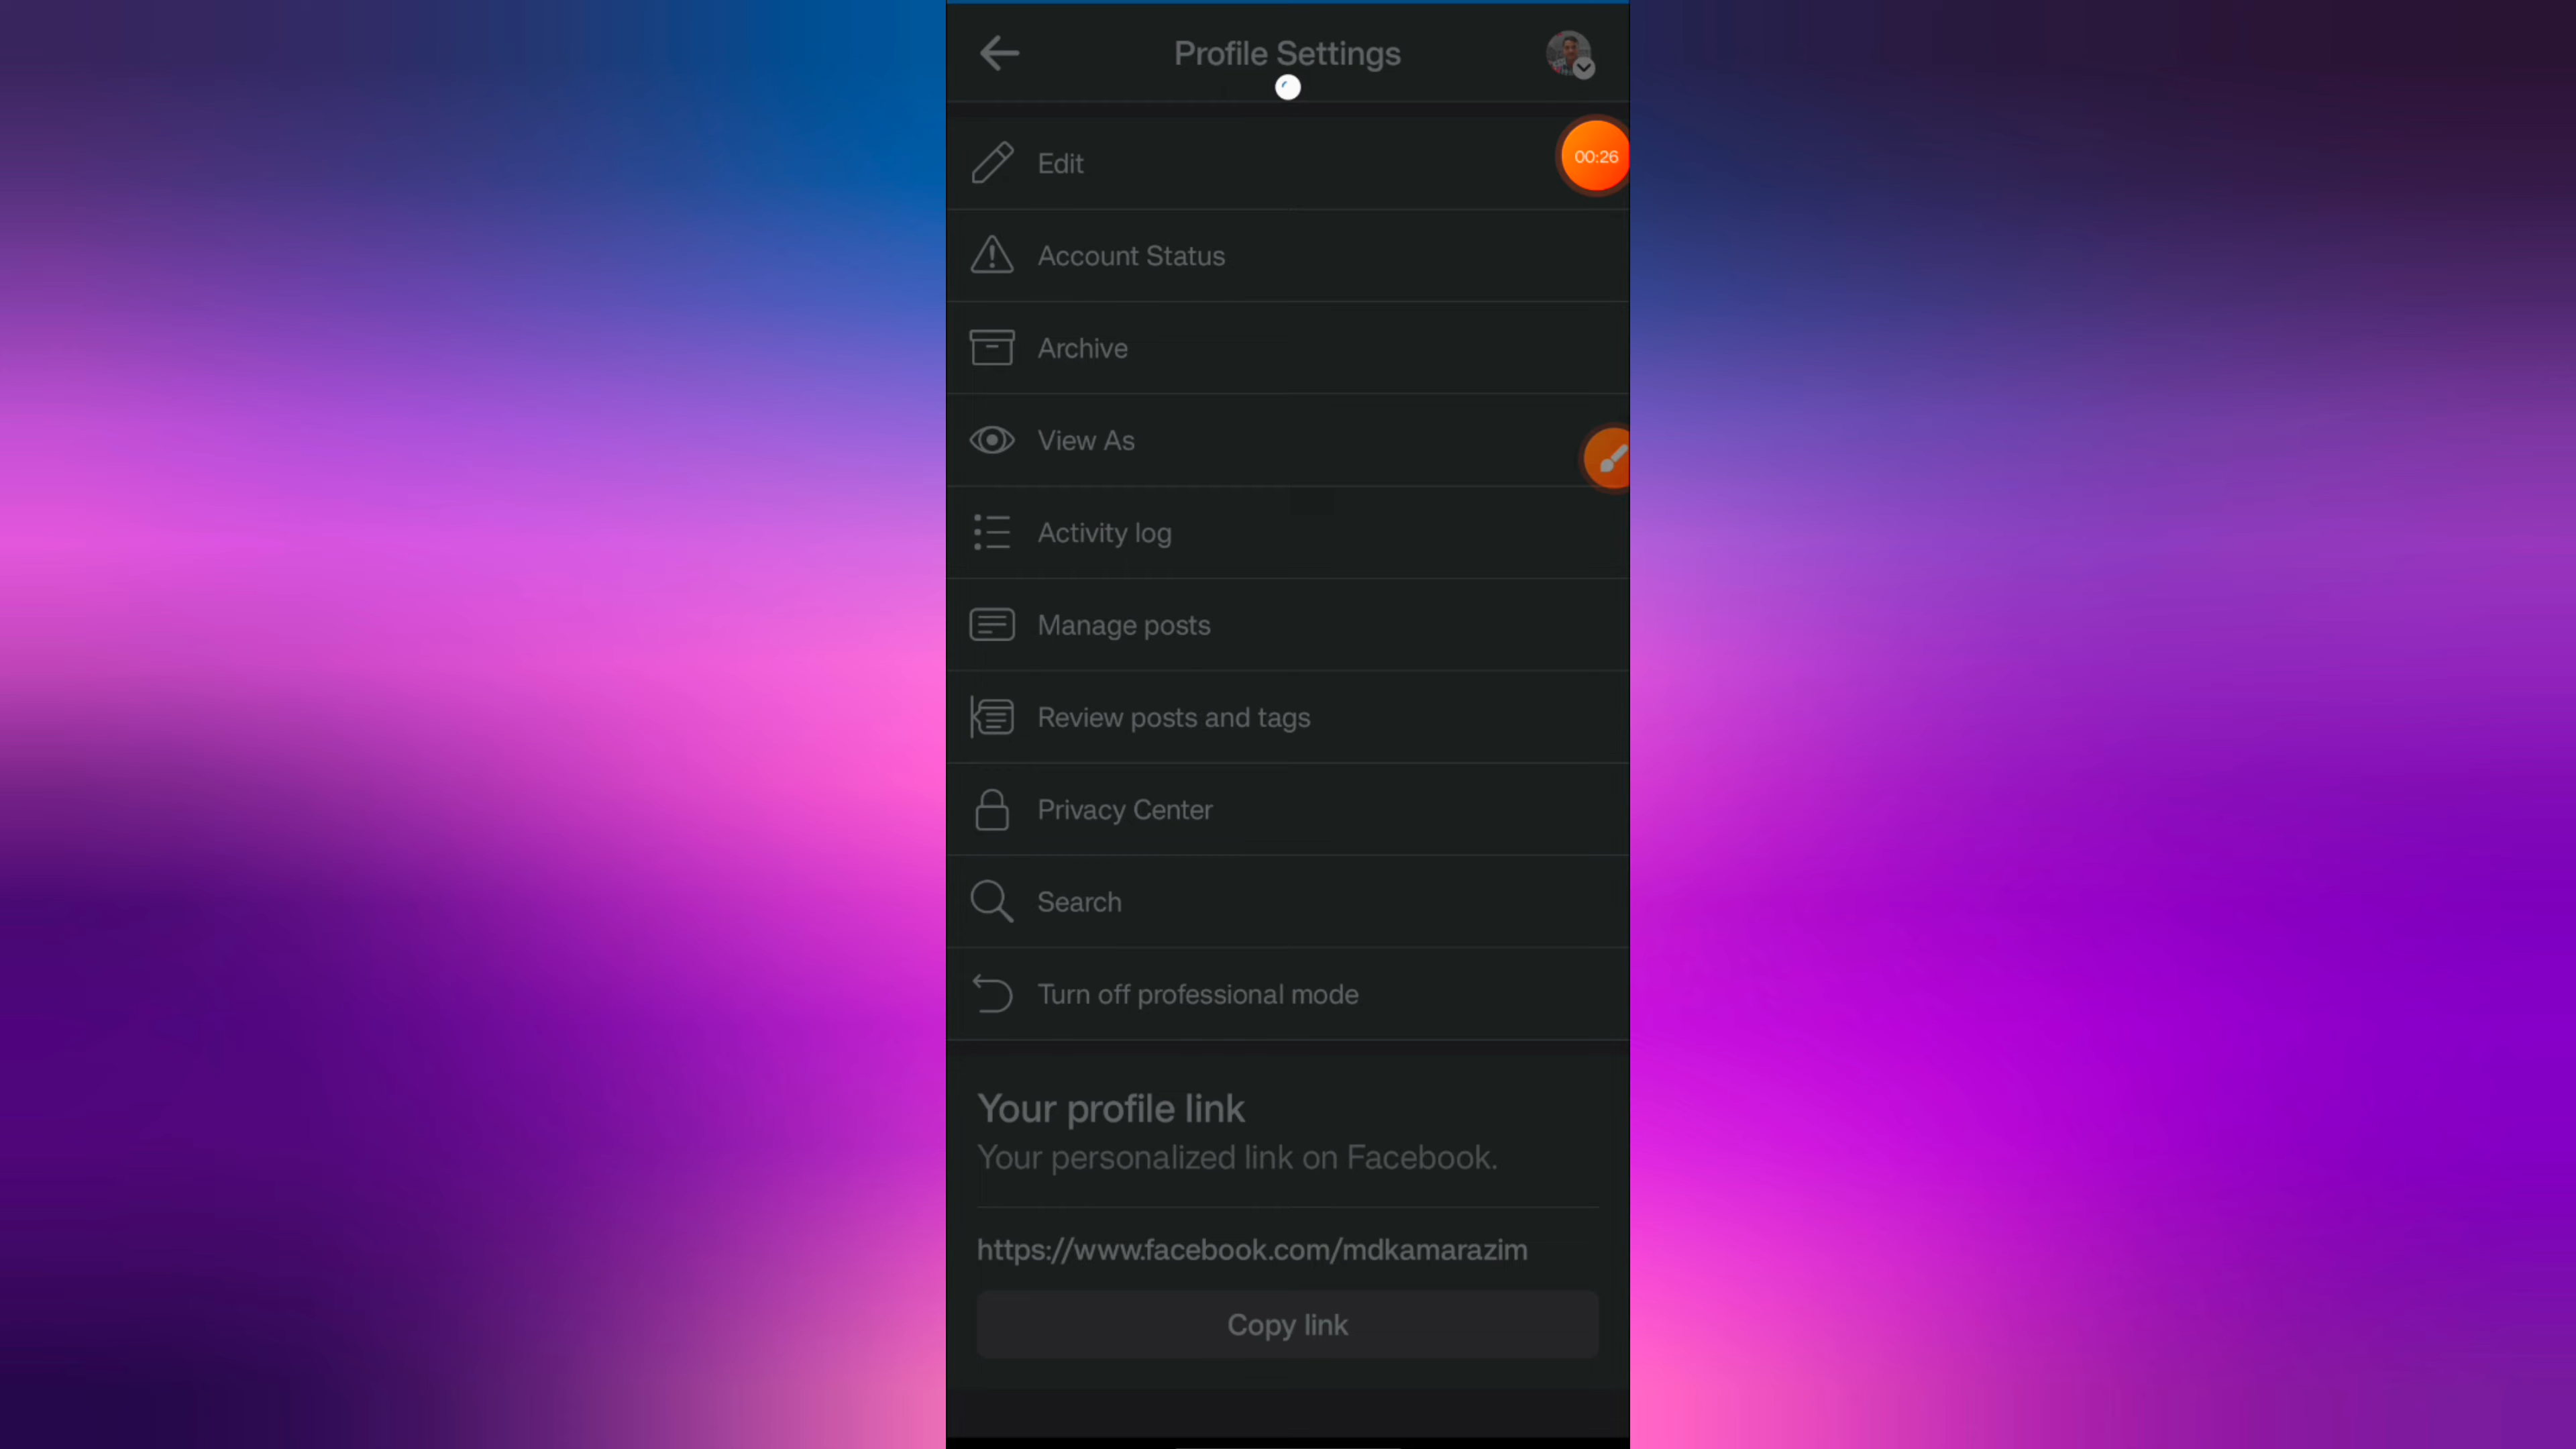 Profile Settings
Edit
00:26
Account Status
Archive
View As
Activity log
Manage posts
Review posts and tags
Privacy Center
Search
Turn off professional mode
Your profile link
Your personalized link on Facebook.
https://www.facebook.com/mdkamarazim
Copy link